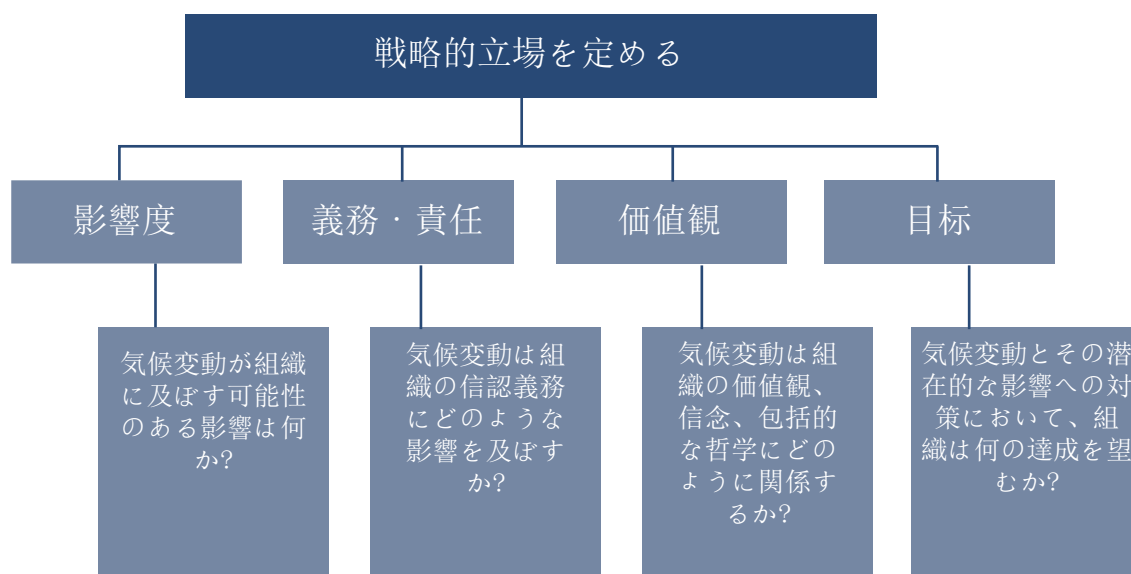 戦略的立場を定める
影響度
義務・責任
価値観
目标
気候変動が組織
に及ぼす可能性
のある影響は何
か?
気候変動は組
織の信認義務
にどのような
影響を及ぼす
か?
気候変動は組
織の価値観、
信念、包括的
な哲学にどの
ように関係す
るか?
気候変動とその潜
在的な影響への対
策において、組
織は何の達成を望
むか?